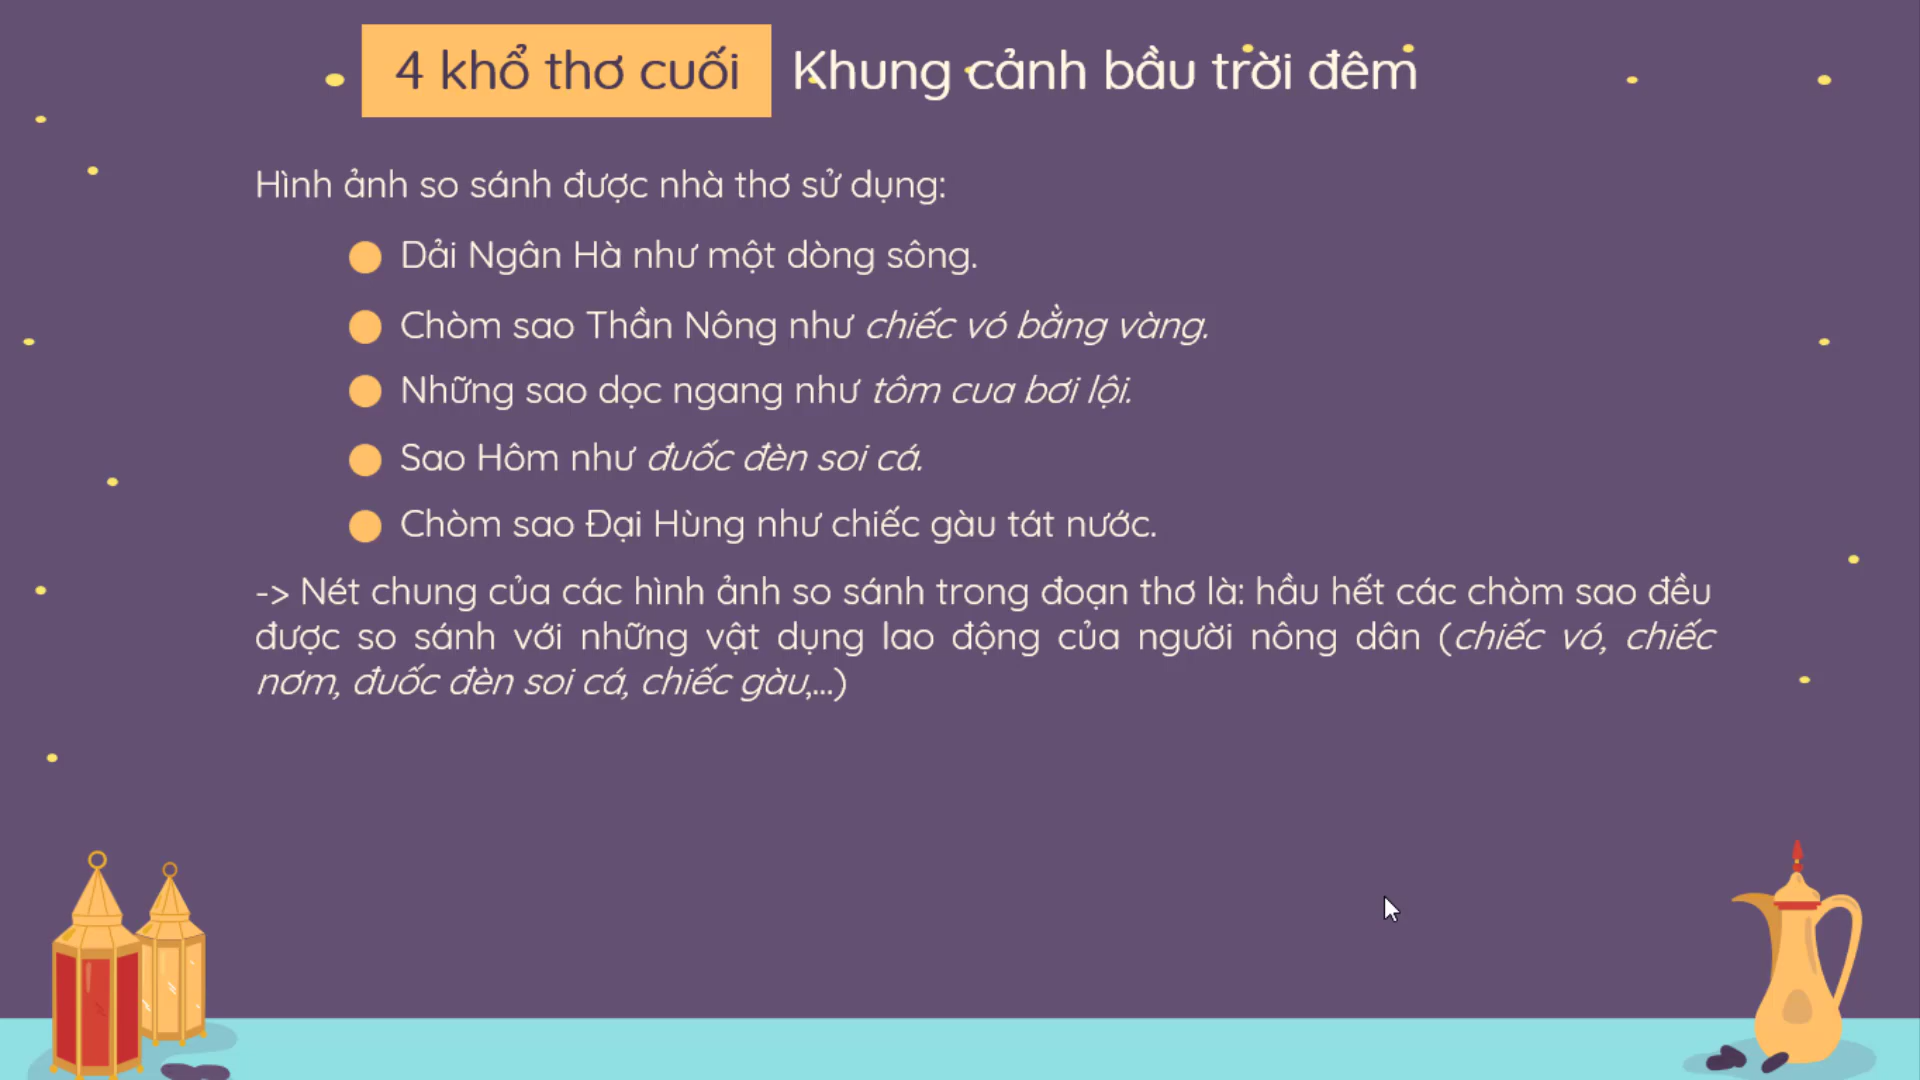 4 khổ thơ cuối Khung cảnh bầu trời đêm
Hình ảnh so sánh được nhà thơ sử dụng:
Dải Ngân Hà như một dòng sông.
Chòm sao Thần Nông như chiếc vó bằng vàng.
Những sao dọc ngang như tôm cua bơi lội.
Sao Hôm như đuốc đèn soi cá.
Chòm sao Đại Hùng như chiếc gàu tát nước.
-> Nét chung của các hình ảnh so sánh trong đoạn thơ là: hầu hết các chòm sao đều
được so sánh với những vật dụng lao động của người nông dân (chiếc vó, chiếc
nơm, đuốc đèn soi cá, chiếc gàu,...)